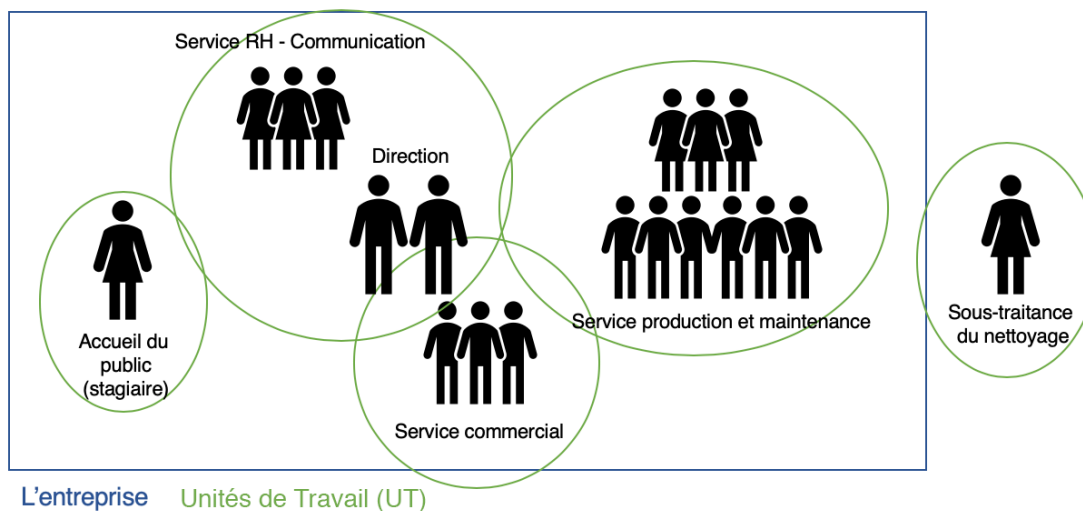 Service RH - Communication
Direction
Accueil du
public
(stagiaire)
Service production et maintenance
Sous-traitance
du nettoyage
Service commercial
L'entreprise
Unités de Travail (UT)